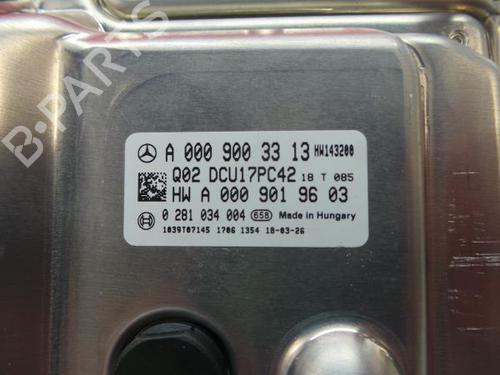 A 000 900 33 13 HW143200
Q02 DCU17PC42 18 T 085
HW A 000 901 96 03
0 281 034 004 658 Made in Hungary
1039T07145 1706 1354 18-03-26
B-PARTS